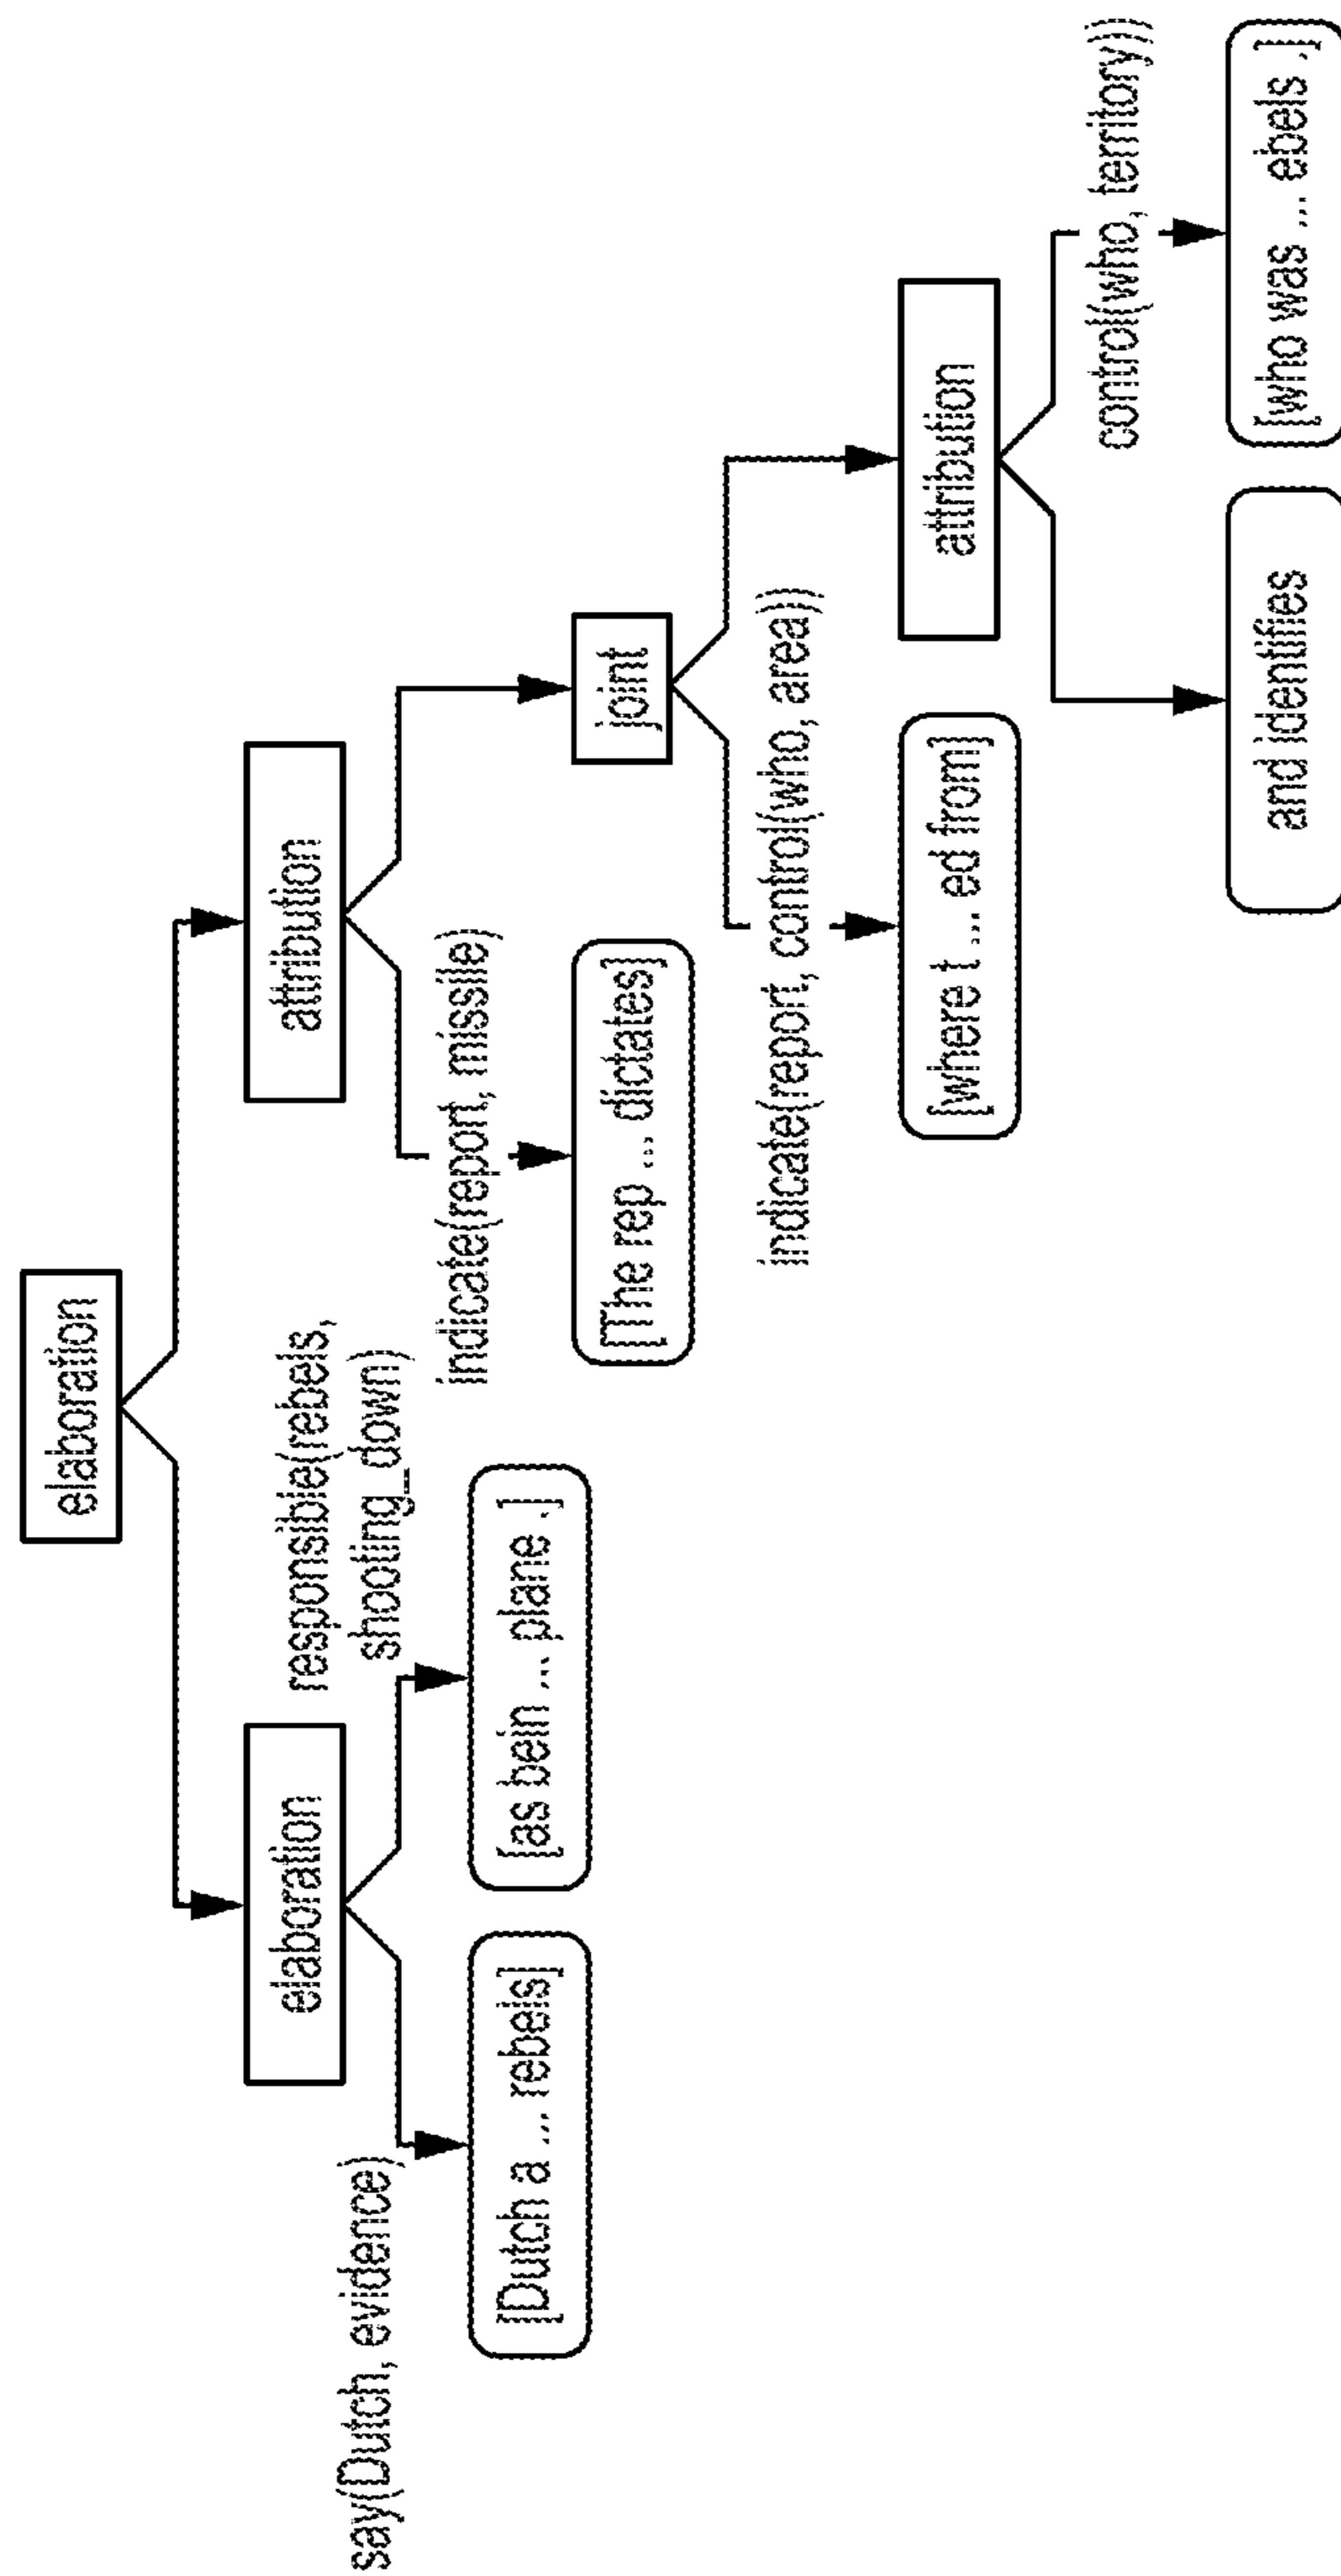 elaboration
elaboration
attribution
say(Dutch, evidence)
responsible(rebels,
shooting_down)
indicate(report, missile)
[Dutch a ... rebels]
[as bein ... plane .]
[The rep ... dictates]
joint
indicate(report, control(who, area))
[where t ... ed from]
attribution
control(who, territory))
and identifies
[who was ... ebels ,]